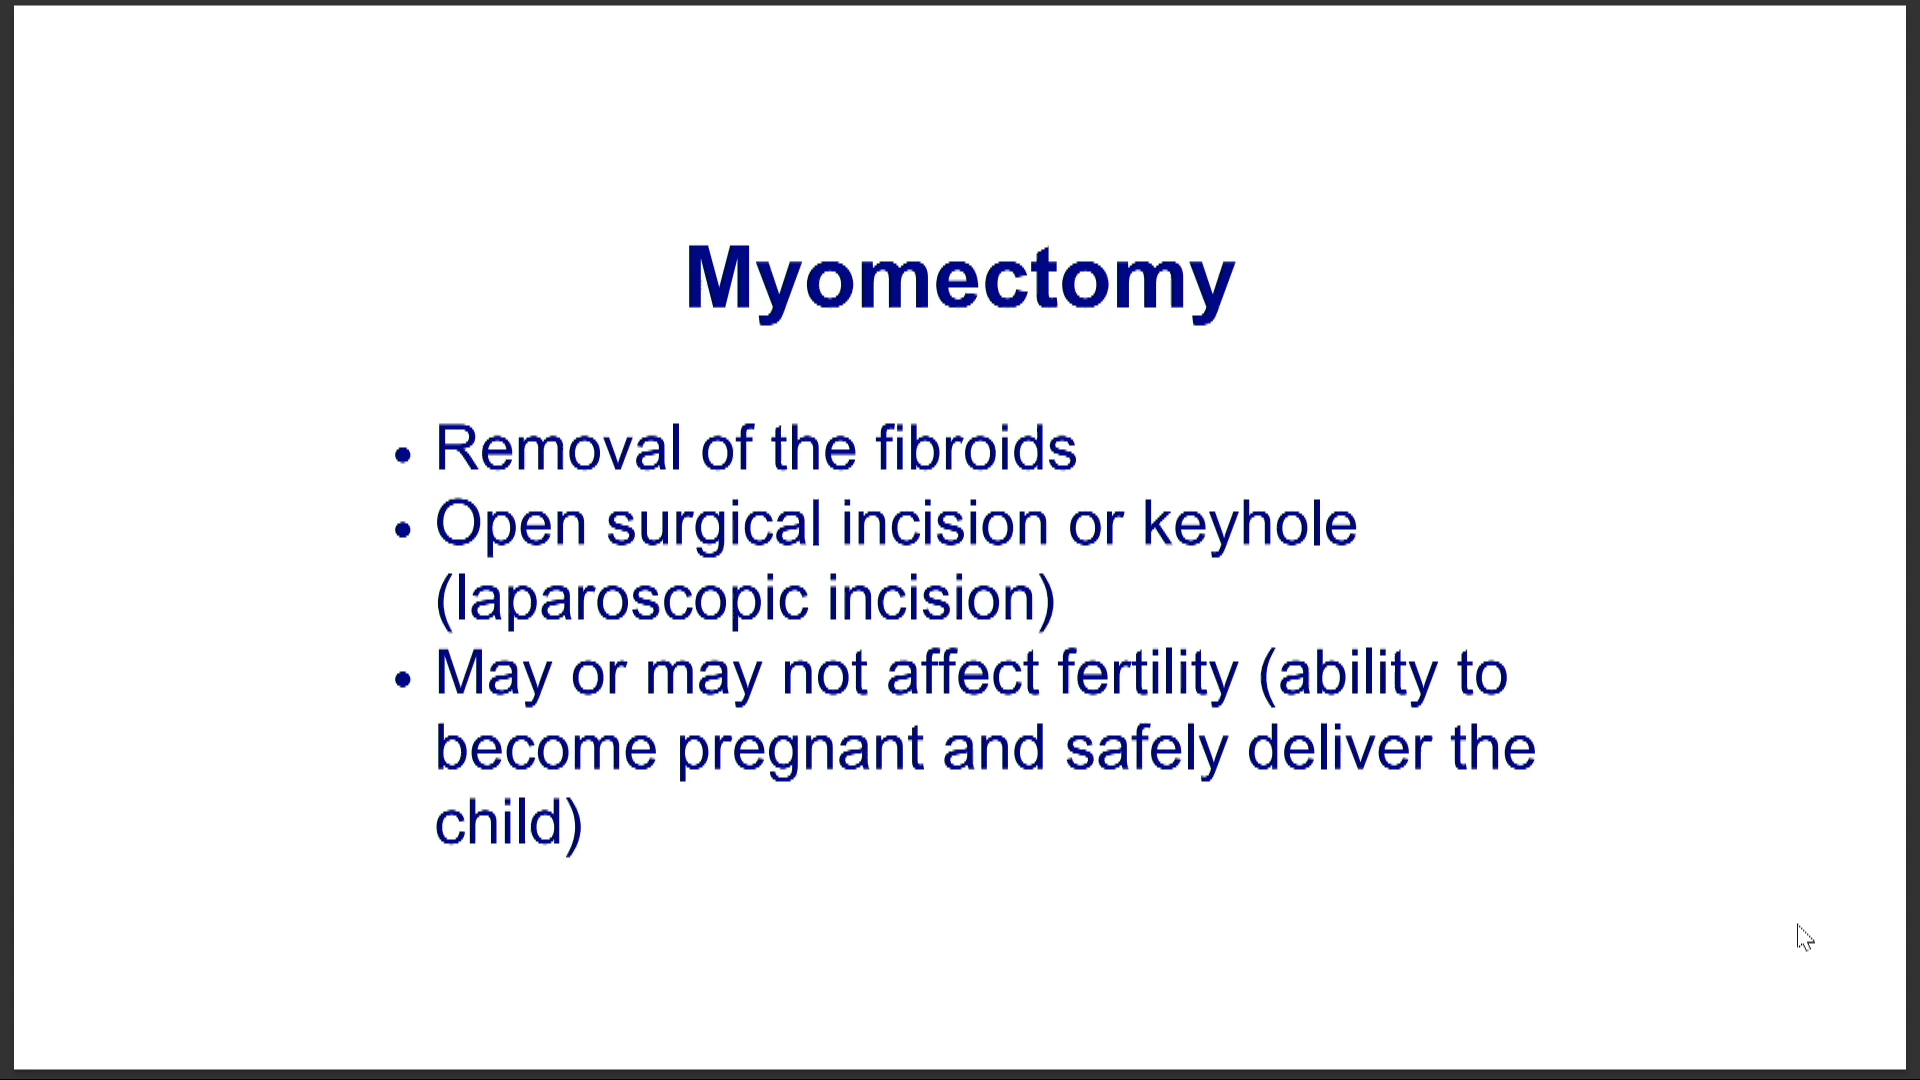 Myomectomy
• Removal of the fibroids
• Open surgical incision or keyhole
(laparoscopic incision)
• May or may not affect fertility (ability to
become pregnant and safely deliver the
child)